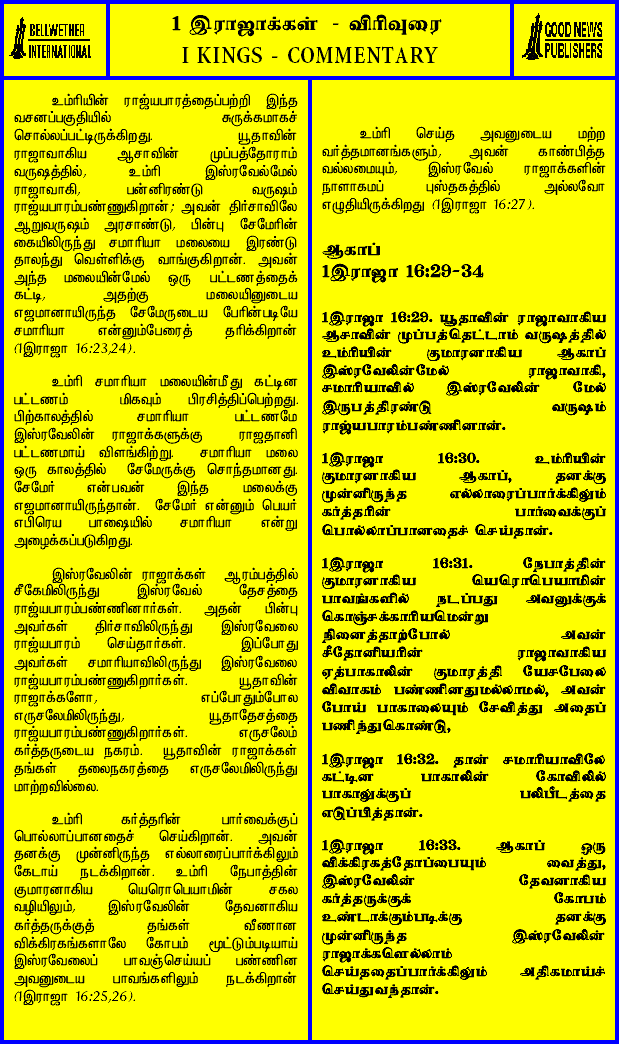 BELLWETHER
INTERNATIONAL
1 இராஜாக்கள் - விரிவுரை
I KINGS - COMMENTARY
GOOD NEWS
PUBLISHERS
உம்ரியின் ராஜ்யபாரத்தைப்பற்றி இந்த
வசனப்பகுதியில் சுருக்கமாகச்
சொல்லப்பட்டிருக்கிறது. யூதாவின்
ராஜாவாகிய ஆசாவின் முப்பத்தோராம்
வருஷத்தில், உம்ரி இஸ்ரவேல்மேல்
ராஜாவாகி, பன்னிரண்டு வருஷம்
ராஜ்யபாரம்பண்ணுகிறான்; அவன் திர்சாவிலே
ஆறுவருஷம் அரசாண்டு, பின்பு சேமேரின்
கையிலிருந்து சமாரியா மலையை இரண்டு
தாலந்து வெள்ளிக்கு வாங்குகிறான். அவன்
அந்த மலையின்மேல் ஒரு பட்டணத்தைக்
கட்டி, அதற்கு மலையினுடைய
எஜமானாயிருந்த சேமேருடைய பேரின்படியே
சமாரியா என்னும்பேரைத் தரிக்கிறான்
(1இராஜா 16:23,24).
உம்ரி சமாரியா மலையின்மீது கட்டின
பட்டணம் மிகவும் பிரசித்திப்பெற்றது.
பிற்காலத்தில் சமாரியா பட்டணமே
இஸ்ரவேலின் ராஜாக்களுக்கு ராஜதானி
பட்டணமாய் விளங்கிற்று. சமாரியா மலை
ஒரு காலத்தில் சேமேருக்கு சொந்தமானது.
சேமேர் என்பவன் இந்த மலைக்கு
எஜமானாயிருந்தான். சேமேர் என்னும் பெயர்
எபிரெய பாஷையில் சமாரியா என்று
அழைக்கப்படுகிறது.
இஸ்ரவேலின் ராஜாக்கள் ஆரம்பத்தில்
சீகேமிலிருந்து இஸ்ரவேல் தேசத்தை
ராஜ்யபாரம்பண்ணினார்கள். அதன் பின்பு
அவர்கள் திர்சாவிலிருந்து இஸ்ரவேலை
ராஜ்யபாரம் செய்தார்கள். இப்போது
அவர்கள் சமாரியாவிலிருந்து இஸ்ரவேலை
ராஜ்யபாரம்பண்ணுகிறார்கள். யூதாவின்
ராஜாக்களோ, எப்போதும்போல
எருசலேமிலிருந்து, யூதாதேசத்தை
ராஜ்யபாரம்பண்ணுகிறார்கள். எருசலேம்
கர்த்தருடைய நகரம். யூதாவின் ராஜாக்கள்
தங்கள் தலைநகரத்தை எருசலேமிலிருந்து
மாற்றவில்லை.
உம்ரி கர்த்தரின் பார்வைக்குப்
பொல்லாப்பானதைச் செய்கிறான். அவன்
தனக்கு முன்னிருந்த எல்லாரைப்பார்க்கிலும்
கேடாய் நடக்கிறான். உம்ரி நேபாத்தின்
குமாரனாகிய யெரொபெயாமின் சகல
வழியிலும், இஸ்ரவேலின் தேவனாகிய
கர்த்தருக்குத் தங்கள் வீணான
விக்கிரகங்களாலே கோபம் மூட்டும்படியாய்
இஸ்ரவேலைப் பாவஞ்செய்யப் பண்ணின
அவனுடைய பாவங்களிலும் நடக்கிறான்
(1இராஜா 16:25,26).
உம்ரி செய்த அவனுடைய மற்ற
வர்த்தமானங்களும், அவன் காண்பித்த
வல்லமையும், இஸ்ரவேல் ராஜாக்களின்
நாளாகமப் புஸ்தகத்தில் அல்லவோ
எழுதியிருக்கிறது (1இராஜா 16:27).
ஆகாப்
1இராஜா 16:29-34
1இராஜா 16:29. யூதாவின் ராஜாவாகிய
ஆசாவின் முப்பத்தெட்டாம் வருஷத்தில்
உம்ரியின் குமாரனாகிய ஆகாப்
இஸ்ரவேலின்மேல் ராஜாவாகி,
சமாரியாவில் இஸ்ரவேலின் மேல்
இருபத்திரண்டு வருஷம்
ராஜ்யபாரம்பண்ணினான்.
1இராஜா 16:30. உம்ரியின்
குமாரனாகிய ஆகாப், தனக்கு
முன்னிருந்த எல்லாரைப்பார்க்கிலும்
கர்த்தரின் பார்வைக்குப்
பொல்லாப்பானதைச் செய்தான்.
1இராஜா 16:31. நேபாத்தின்
குமாரனாகிய யெரொபெயாமின்
பாவங்களில் நடப்பது அவனுக்குக்
கொஞ்சக்காரியமென்று
நினைத்தாற்போல் அவன்
சீதோனியரின் ராஜாவாகிய
ஏத்பாகாலின் குமாரத்தி யேசபேலை
விவாகம் பண்ணினதுமல்லாமல், அவன்
போய் பாகாலையும் சேவித்து அதைப்
பணிந்துகொண்டு,
1இராஜா 16:32. தான் சமாரியாவிலே
கட்டின பாகாலின் கோவிலில்
பாகாலுக்குப் பலிபீடத்தை
எடுப்பித்தான்.
1இராஜா 16:33. ஆகாப் ஒரு
விக்கிரகத்தோப்பையும் வைத்து,
இஸ்ரவேலின் தேவனாகிய
கர்த்தருக்குக் கோபம்
உண்டாக்கும்படிக்கு தனக்கு
முன்னிருந்த இஸ்ரவேலின்
ராஜாக்களெல்லாம்
செய்ததைப்பார்க்கிலும் அதிகமாய்ச்
செய்துவந்தான்.